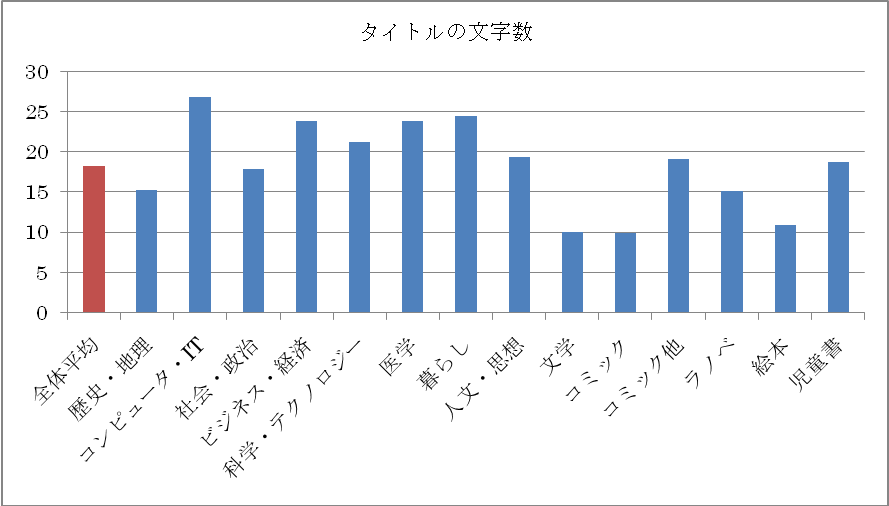 タイトルの文字数
30
25
20
15
10
5
0
全体平均
歴史・地理
コンピュータ・IT
社会・政治
ビジネス・経済
科学・テクノロジー
医学
暮らし
人文・思想
文学
コミック
コミック他
ラノベ
絵本
児童書